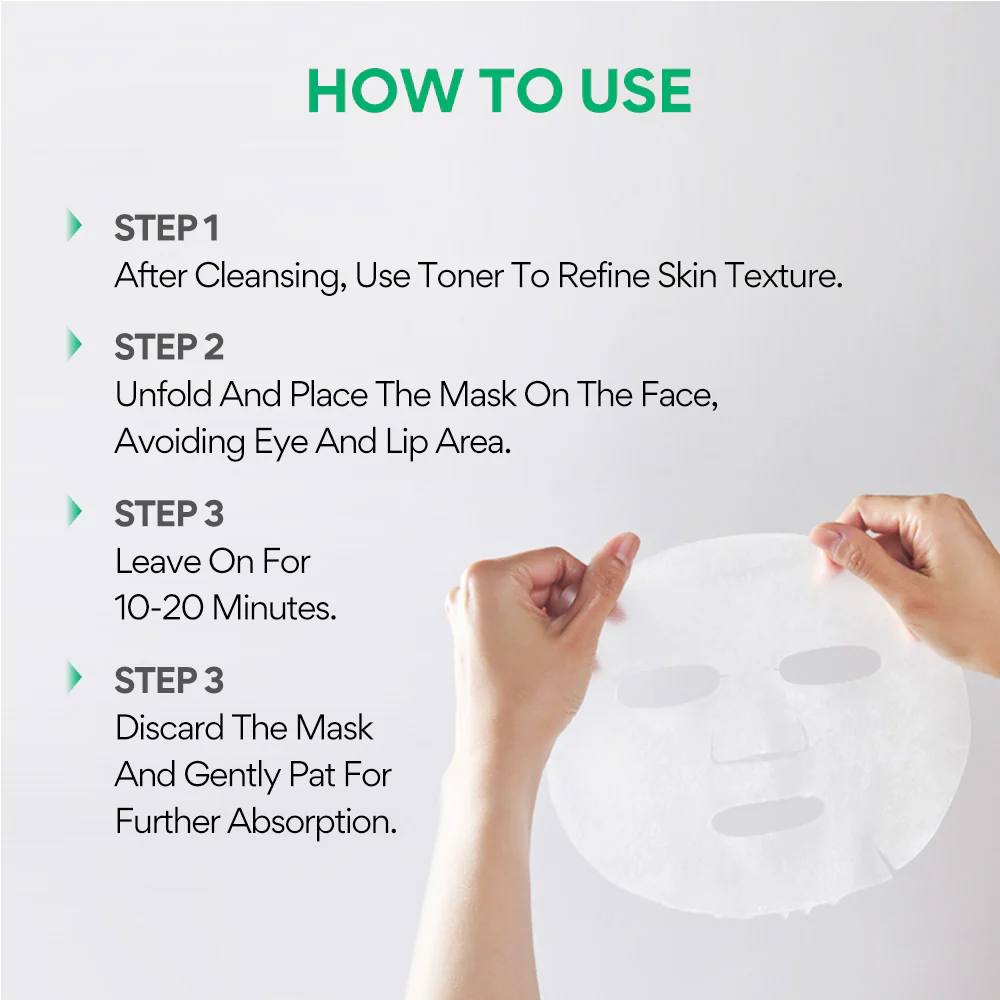 HOW TO USE
STEP 1
After Cleansing, Use Toner To Refine Skin Texture.
STEP 2
Unfold And Place The Mask On The Face,
Avoiding Eye And Lip Area.
STEP 3
Leave On For
10-20 Minutes.
STEP 3
Discard The Mask
And Gently Pat For
Further Absorption.